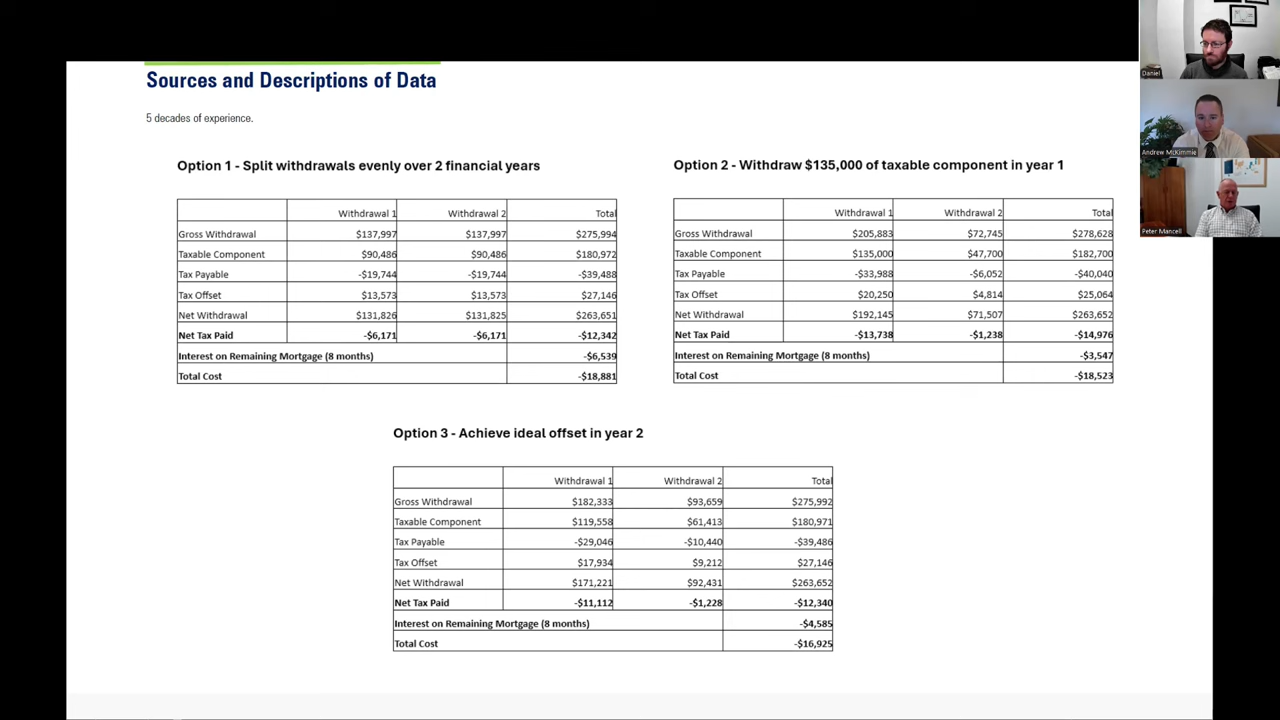 Sources and Descriptions of Data
5 decades of experience.
Option 1 - Split withdrawals evenly over 2 financial years
Withdrawal 1 Withdrawal 2 Total
Gross Withdrawal $137,997 $137,997 $275,994
Taxable Component $90,486 $90,486 $180,972
Tax Payable -$19,744 -$19,744 -$39,488
Tax Offset $13,573 $13,573 $27,146
Net Withdrawal $131,826 $131,825 $263,651
Net Tax Paid -$6,171 -$6,171 -$12,342
Interest on Remaining Mortgage (8 months) -$6,539
Total Cost -$18,881
Option 2 - Withdraw $135,000 of taxable component in year 1
Withdrawal 1 Withdrawal 2 Total
Gross Withdrawal $205,883 $72,745 $278,628
Taxable Component $135,000 $47,700 $182,700
Tax Payable -$33,988 -$6,052 -$40,040
Tax Offset $20,250 $4,814 $25,064
Net Withdrawal $192,145 $71,507 $263,652
Net Tax Paid -$13,738 -$1,238 -$14,976
Interest on Remaining Mortgage (8 months) -$3,547
Total Cost -$18,523
Option 3 - Achieve ideal offset in year 2
Withdrawal 1 Withdrawal 2 Total
Gross Withdrawal $182,333 $93,659 $275,992
Taxable Component $119,558 $61,413 $180,971
Tax Payable -$29,046 -$10,440 -$39,486
Tax Offset $17,934 $9,212 $27,146
Net Withdrawal $171,221 $92,431 $263,652
Net Tax Paid -$11,112 -$1,228 -$12,340
Interest on Remaining Mortgage (8 months) -$4,585
Total Cost -$16,925
Daniel
Andrew McKimmie
Peter Mancell